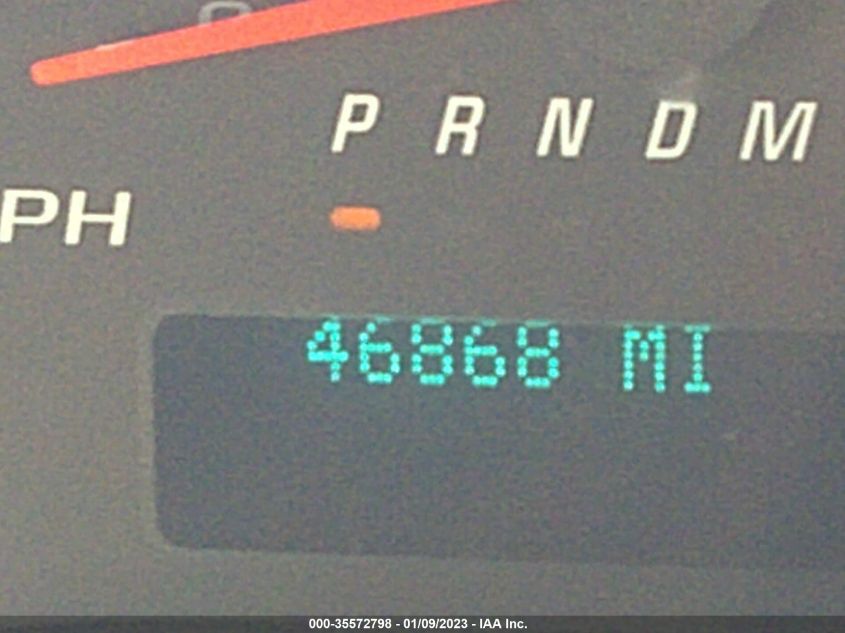 P R N D M
PH
46868 MI
000-35572798 - 01/09/2023 - IAA Inc.